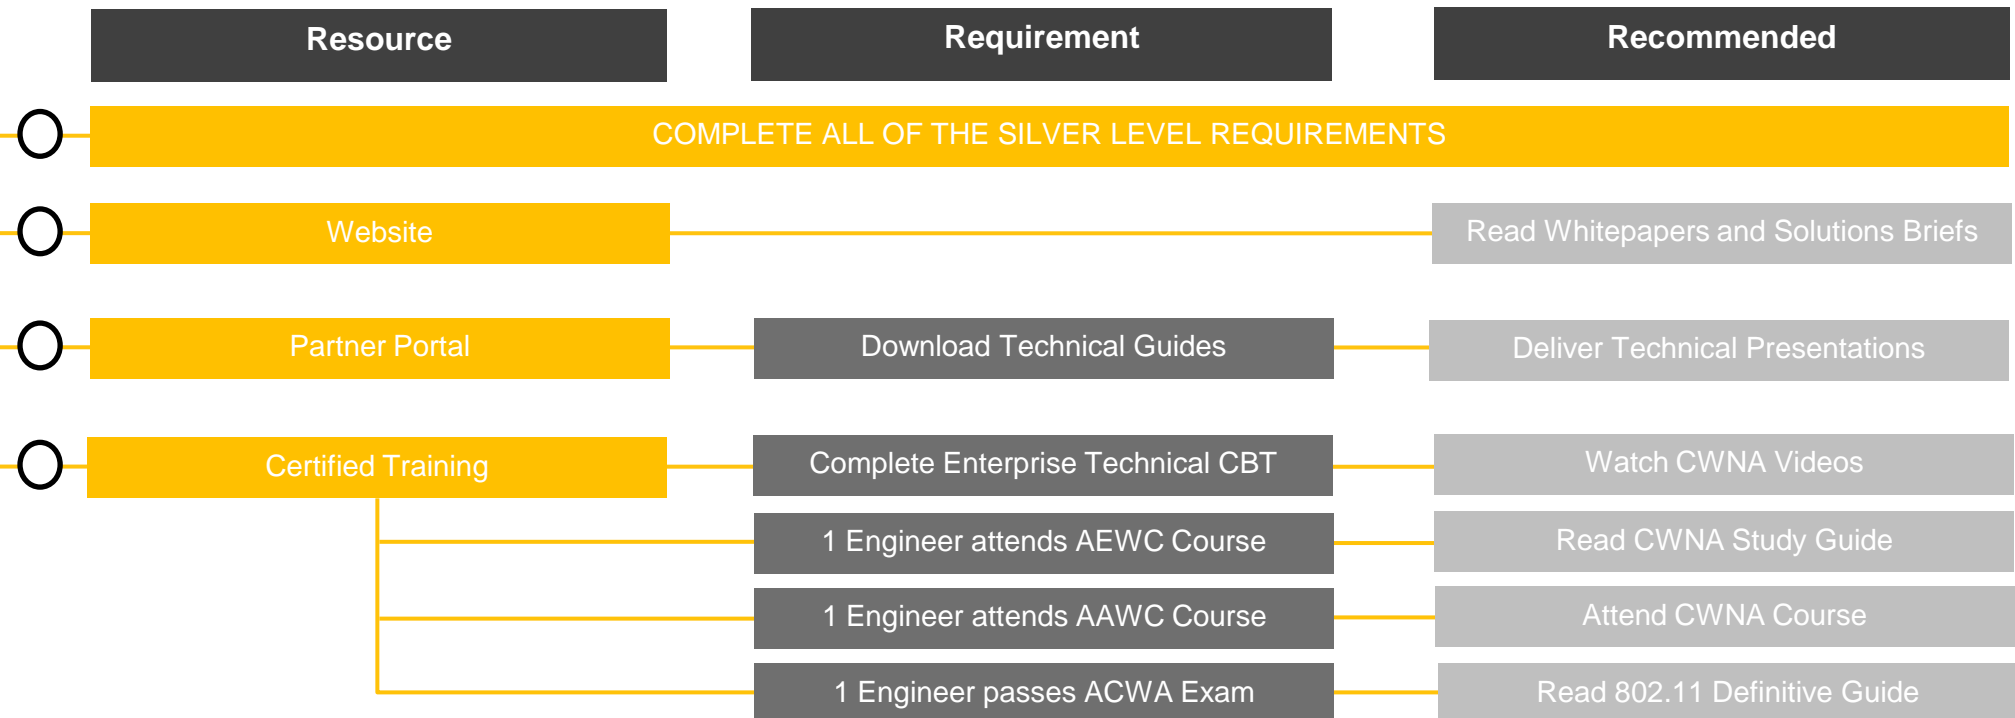 Resource
Requirement
Recommended
COMPLETE ALL OF THE SILVER LEVEL REQUIREMENTS
Website
Read Whitepapers and Solutions Briefs
Partner Portal
Download Technical Guides
Deliver Technical Presentations
Certified Training
Complete Enterprise Technical CBT
Watch CWNA Videos
1 Engineer attends AEWC Course
Read CWNA Study Guide
1 Engineer attends AAWC Course
Attend CWNA Course
1 Engineer passes ACWA Exam
Read 802.11 Definitive Guide